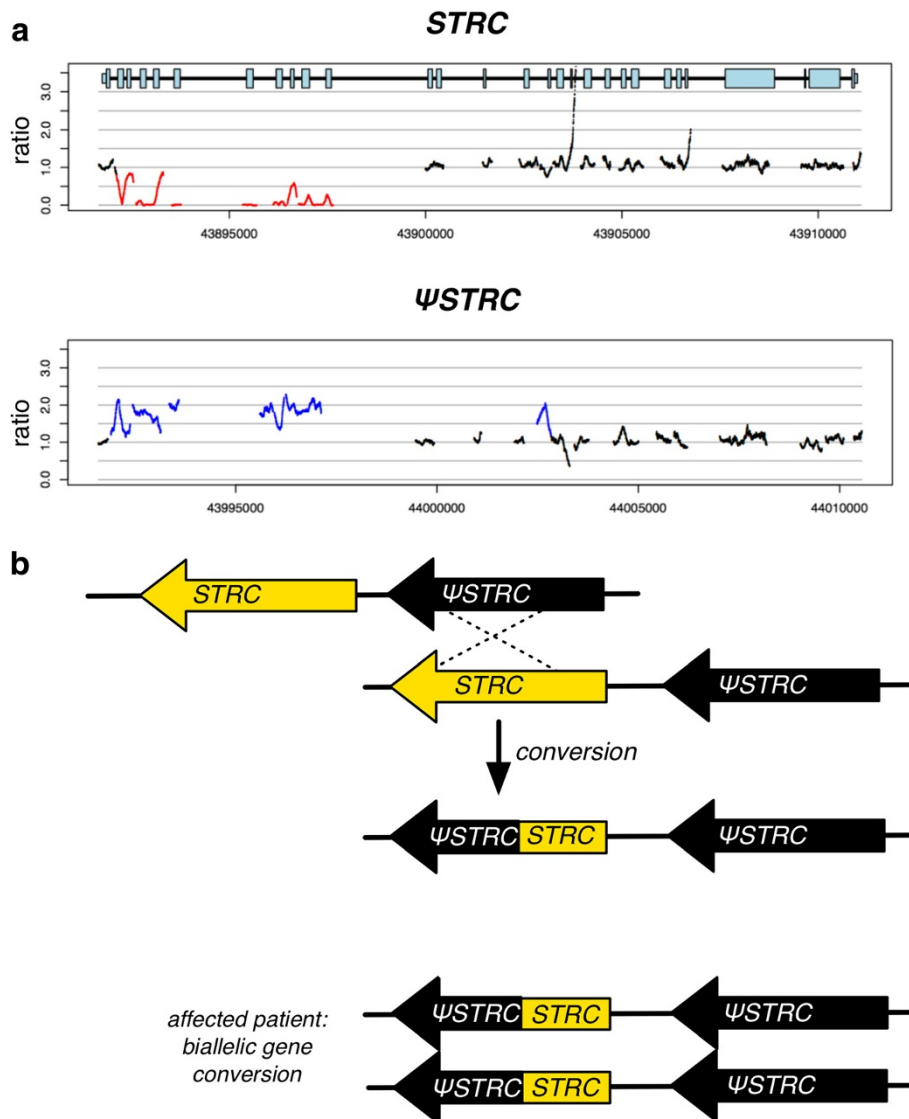 a
STRC
ratio
3.0
2.0
1.0
0.0
43895000 43900000 43905000 43910000
ΨSTRC
ratio
3.0
2.0
1.0
0.0
43995000 44000000 44005000 44010000
b
STRC ΨSTRC
STRC ΨSTRC
conversion
ΨSTRC STRC ΨSTRC
affected patient:
biallelic gene
conversion
ΨSTRC STRC ΨSTRC
ΨSTRC STRC ΨSTRC